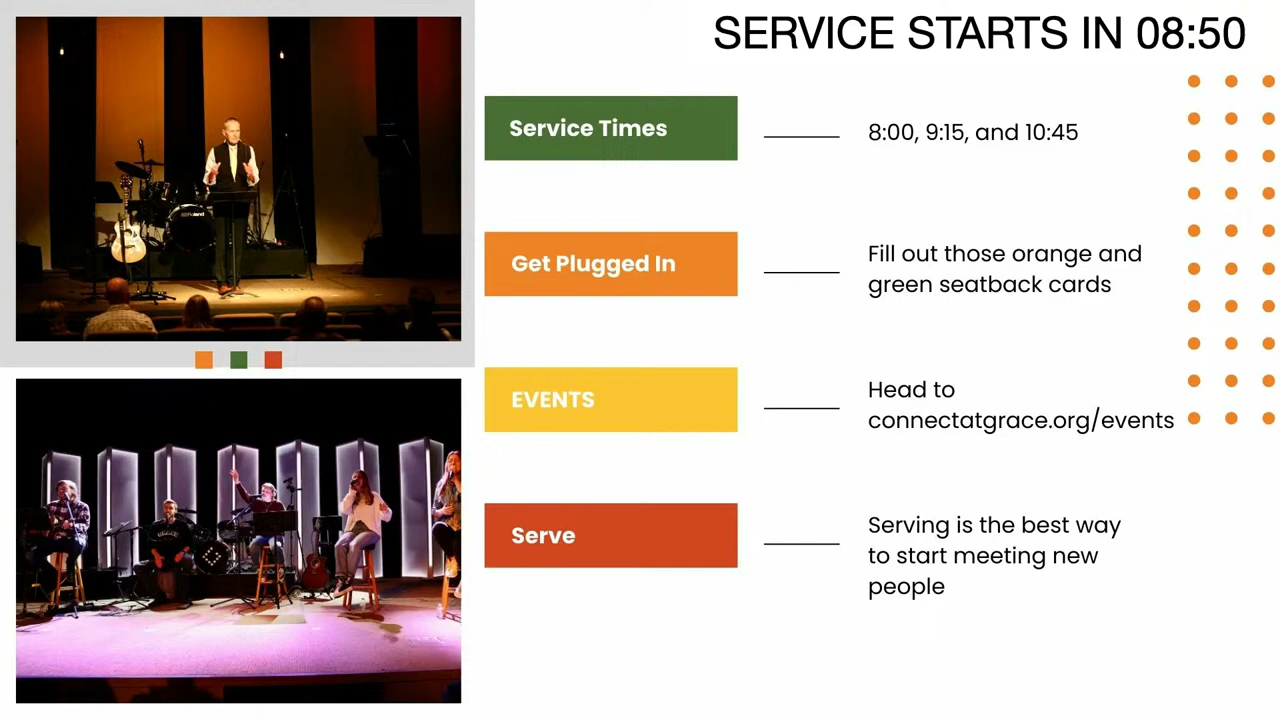 SERVICE STARTS IN 08:50
Service Times
8:00, 9:15, and 10:45
Get Plugged In
Fill out those orange and
green seatback cards
EVENTS
Head to
connectatgrace.org/events
Serve
Serving is the best way
to start meeting new
people
Roland